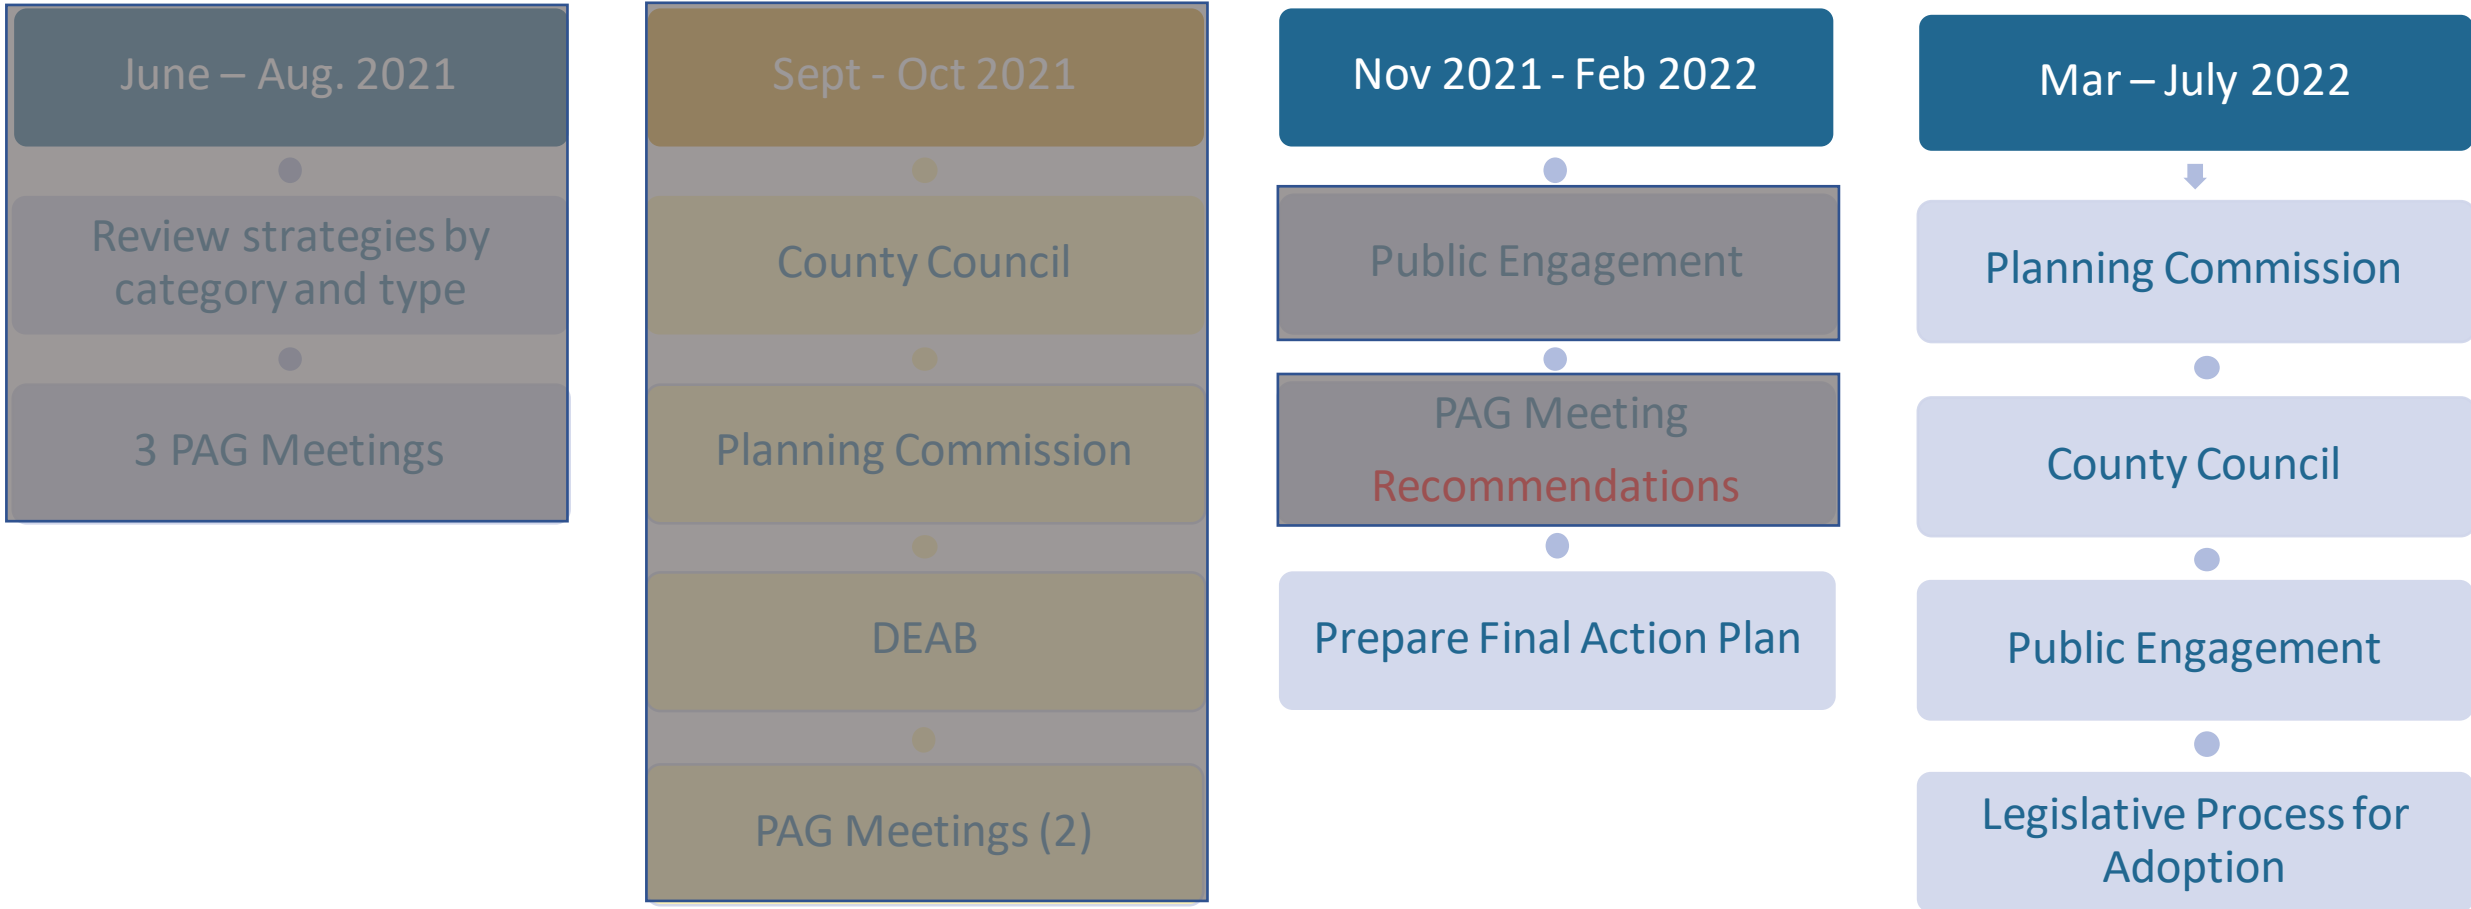 June – Aug. 2021
Review strategies by
category and type
3 PAG Meetings
Sept - Oct 2021
County Council
Planning Commission
DEAB
PAG Meetings (2)
Nov 2021 - Feb 2022
Public Engagement
PAG Meeting
Recommendations
Prepare Final Action Plan
Mar – July 2022
Planning Commission
County Council
Public Engagement
Legislative Process for
Adoption